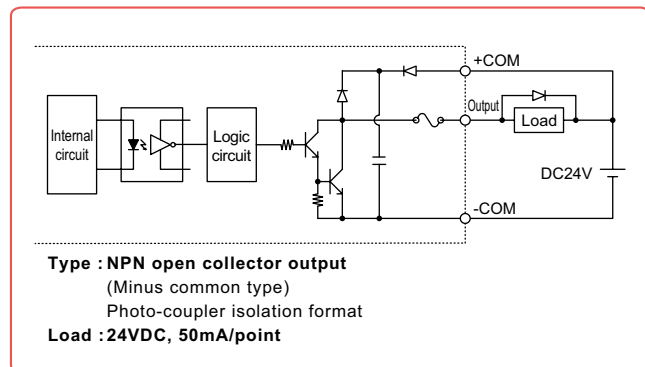 +COM
Output
Internal
circuit
Logic
circuit
Load
DC24V
-COM
Type : NPN open collector output
(Minus common type)
Photo-coupler isolation format
Load : 24VDC, 50mA/point